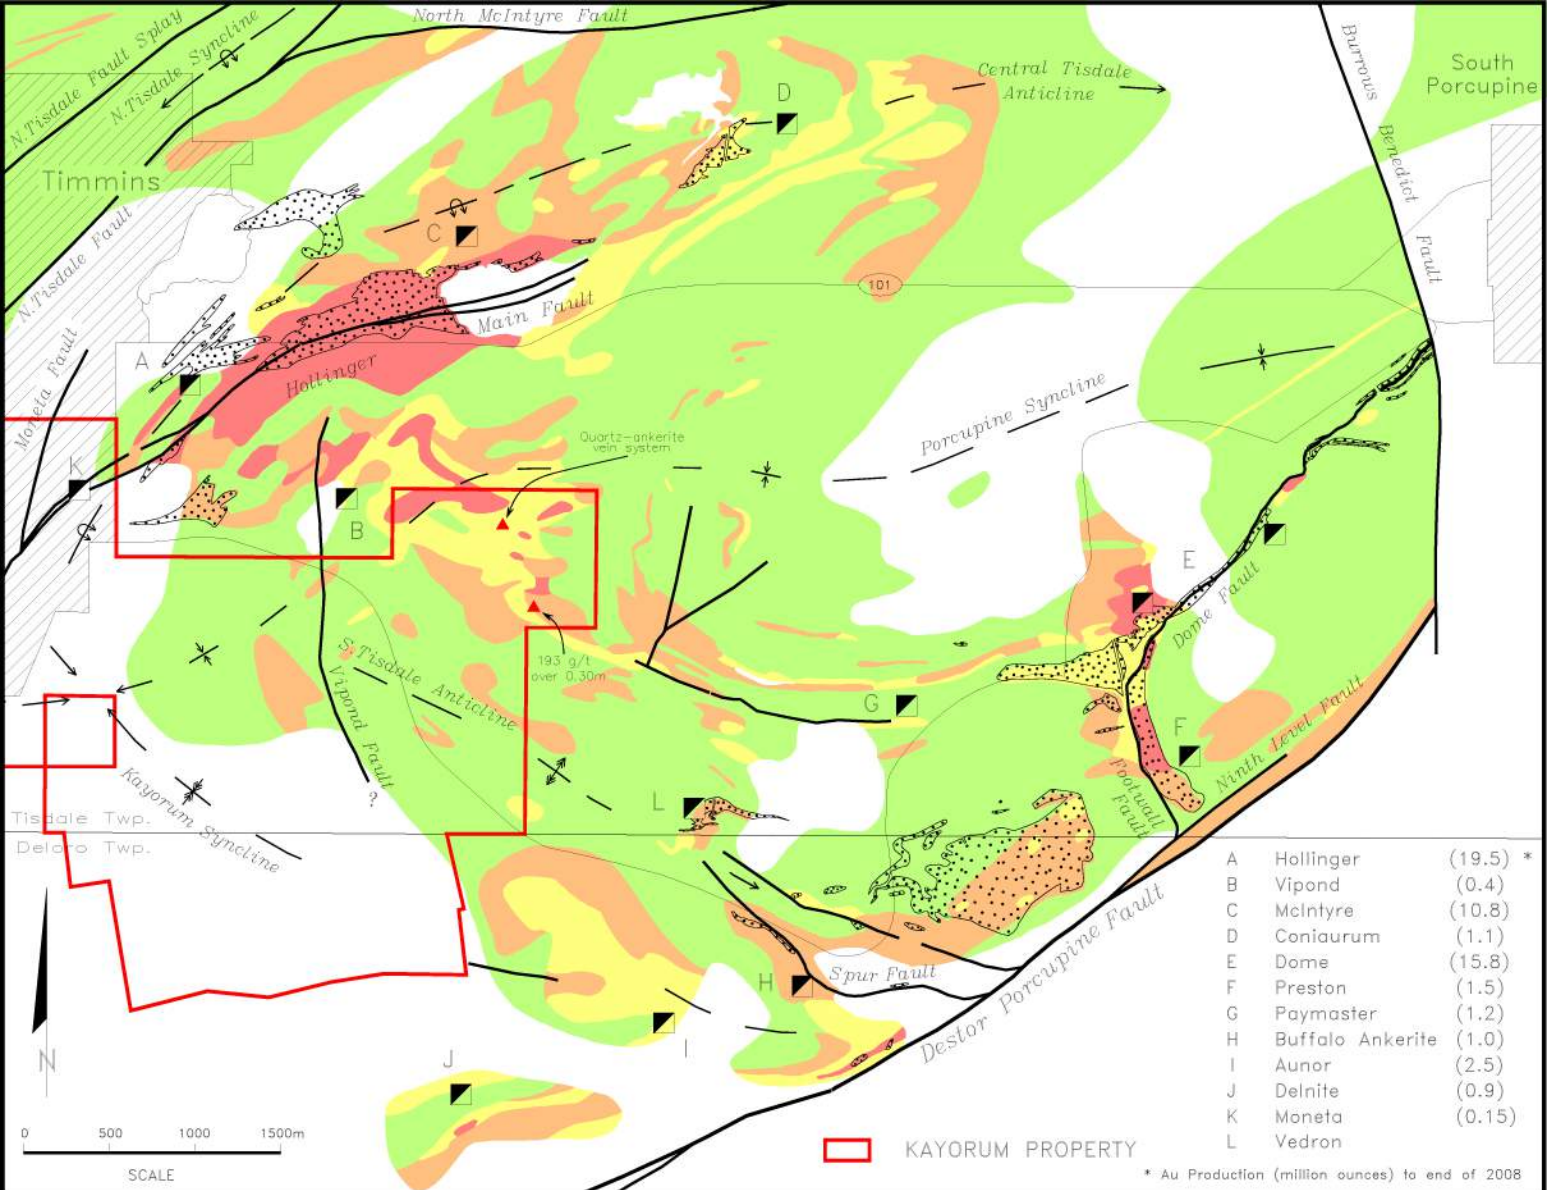 North McIntyre Fault
N.Tisdale Fault Splay
N.Tisdale Syncline
Central Tisdale
Anticline
Burrows
Benedict
Fault
South
Porcupine
D
Timmins
C
N.Tisdale Fault
101
Main Fault
A
Hollinger
Moneta Fault
Porcupine Syncline
Quartz-ankerite
vein system
K
B
E
Dome Fault
S.Tisdale Anticline
193 g/t
over 0.30m
Vipond Fault
?
G
F
Ninth Level Fault
Footwall
Fault
Kayorum Syncline
L
Tisdale Twp.
Deloro Twp.
H
Spur Fault
Destor Porcupine Fault
I
J
N
A Hollinger (19.5) *
B Vipond (0.4)
C McIntyre (10.8)
D Coniaurum (1.1)
E Dome (15.8)
F Preston (1.5)
G Paymaster (1.2)
H Buffalo Ankerite (1.0)
I Aunor (2.5)
J Delnite (0.9)
K Moneta (0.15)
L Vedron
0 500 1000 1500m
SCALE
KAYORUM PROPERTY
* Au Production (million ounces) to end of 2008